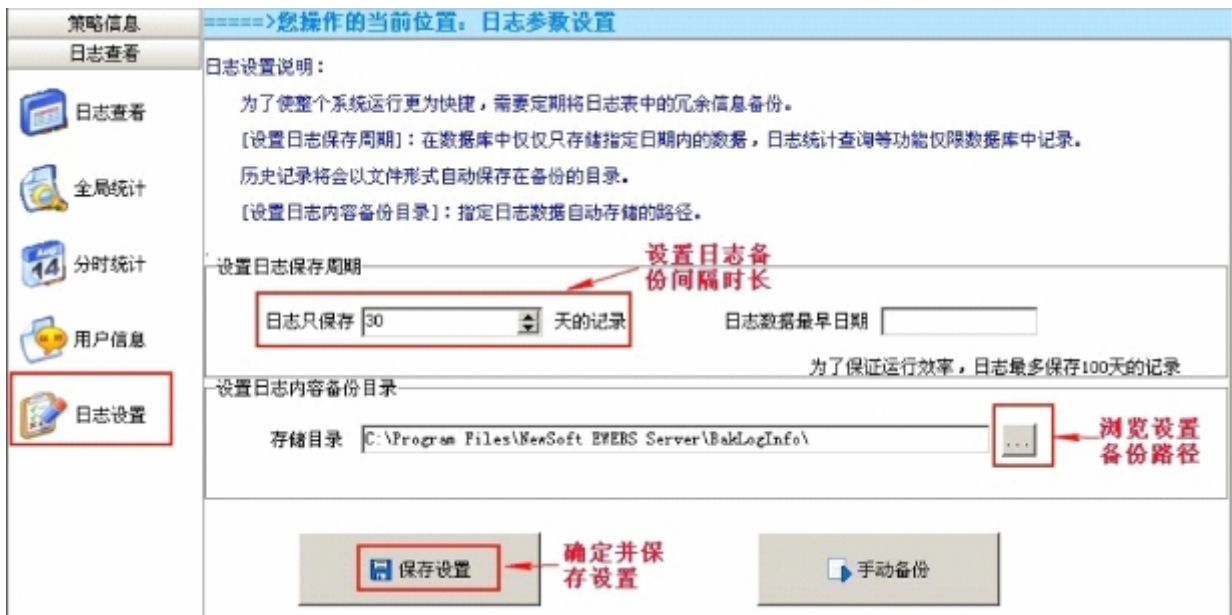 策略信息
=====>您操作的当前位置：日志参数设置
日志查看
日志查看
全局统计
分时统计
用户信息
日志设置
日志设置说明：
为了使整个系统运行更为快捷，需要定期将日志表中的冗余信息备份。
[设置日志保存周期]：在数据库中仅仅只存储指定日期内的数据，日志统计查询等功能仅限数据库中记录。
历史记录将会以文件形式自动保存在备份的目录。
[设置日志内容备份目录]：指定日志数据自动存储的路径。
设置日志备
份间隔时长
设置日志保存周期
日志只保存 30 天的记录
日志数据最早日期
为了保证运行效率，日志最多保存100天的记录
设置日志内容备份目录
存储目录 C:\Program Files\NewSoft EWEBS Server\BakLogInfo\
...
浏览设置
备份路径
保存设置
确定并保
存设置
手动备份